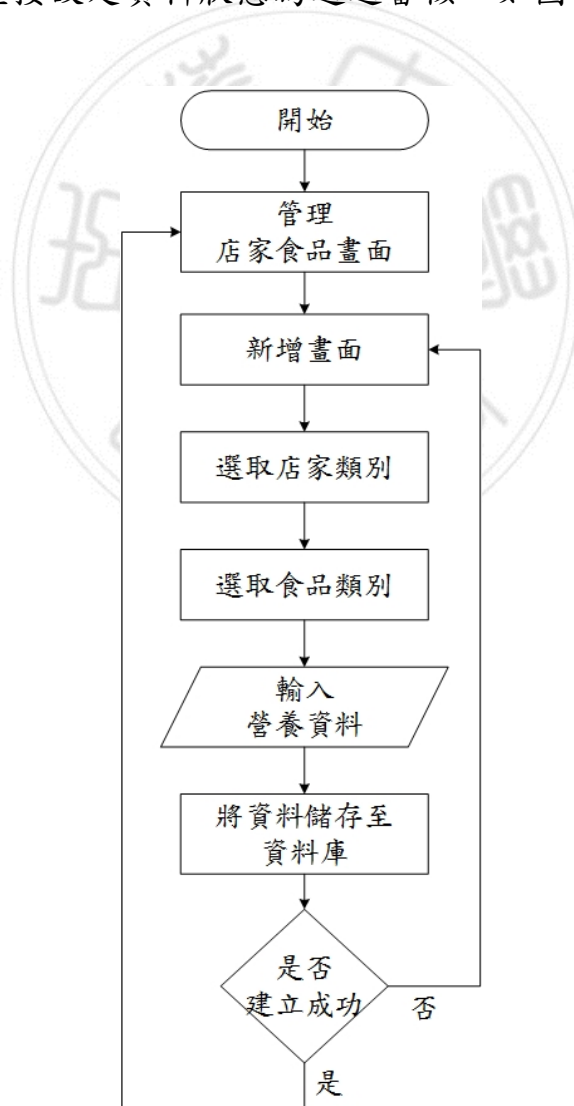 開始
管理
店家食品畫面
新增畫面
選取店家類別
選取食品類別
輸入
營養資料
將資料儲存至
資料庫
是否
建立成功
否
是